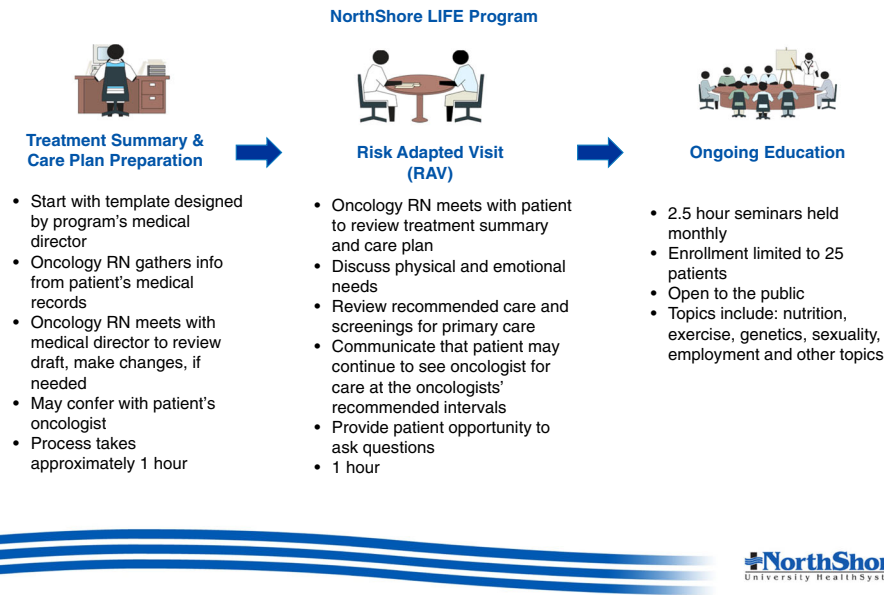 NorthShore LIFE Program
Treatment Summary &
Care Plan Preparation
• Start with template designed
by program's medical
director
• Oncology RN gathers info
from patient's medical
records
• Oncology RN meets with
medical director to review
draft, make changes, if
needed
• May confer with patient's
oncologist
• Process takes
approximately 1 hour
Risk Adapted Visit
(RAV)
• Oncology RN meets with patient
to review treatment summary
and care plan
• Discuss physical and emotional
needs
• Review recommended care and
screenings for primary care
• Communicate that patient may
continue to see oncologist for
care at the oncologists'
recommended intervals
• Provide patient opportunity to
ask questions
• 1 hour
Ongoing Education
• 2.5 hour seminars held
monthly
• Enrollment limited to 25
patients
• Open to the public
• Topics include: nutrition,
exercise, genetics, sexuality,
employment and other topics
NorthShor
University HealthSyst